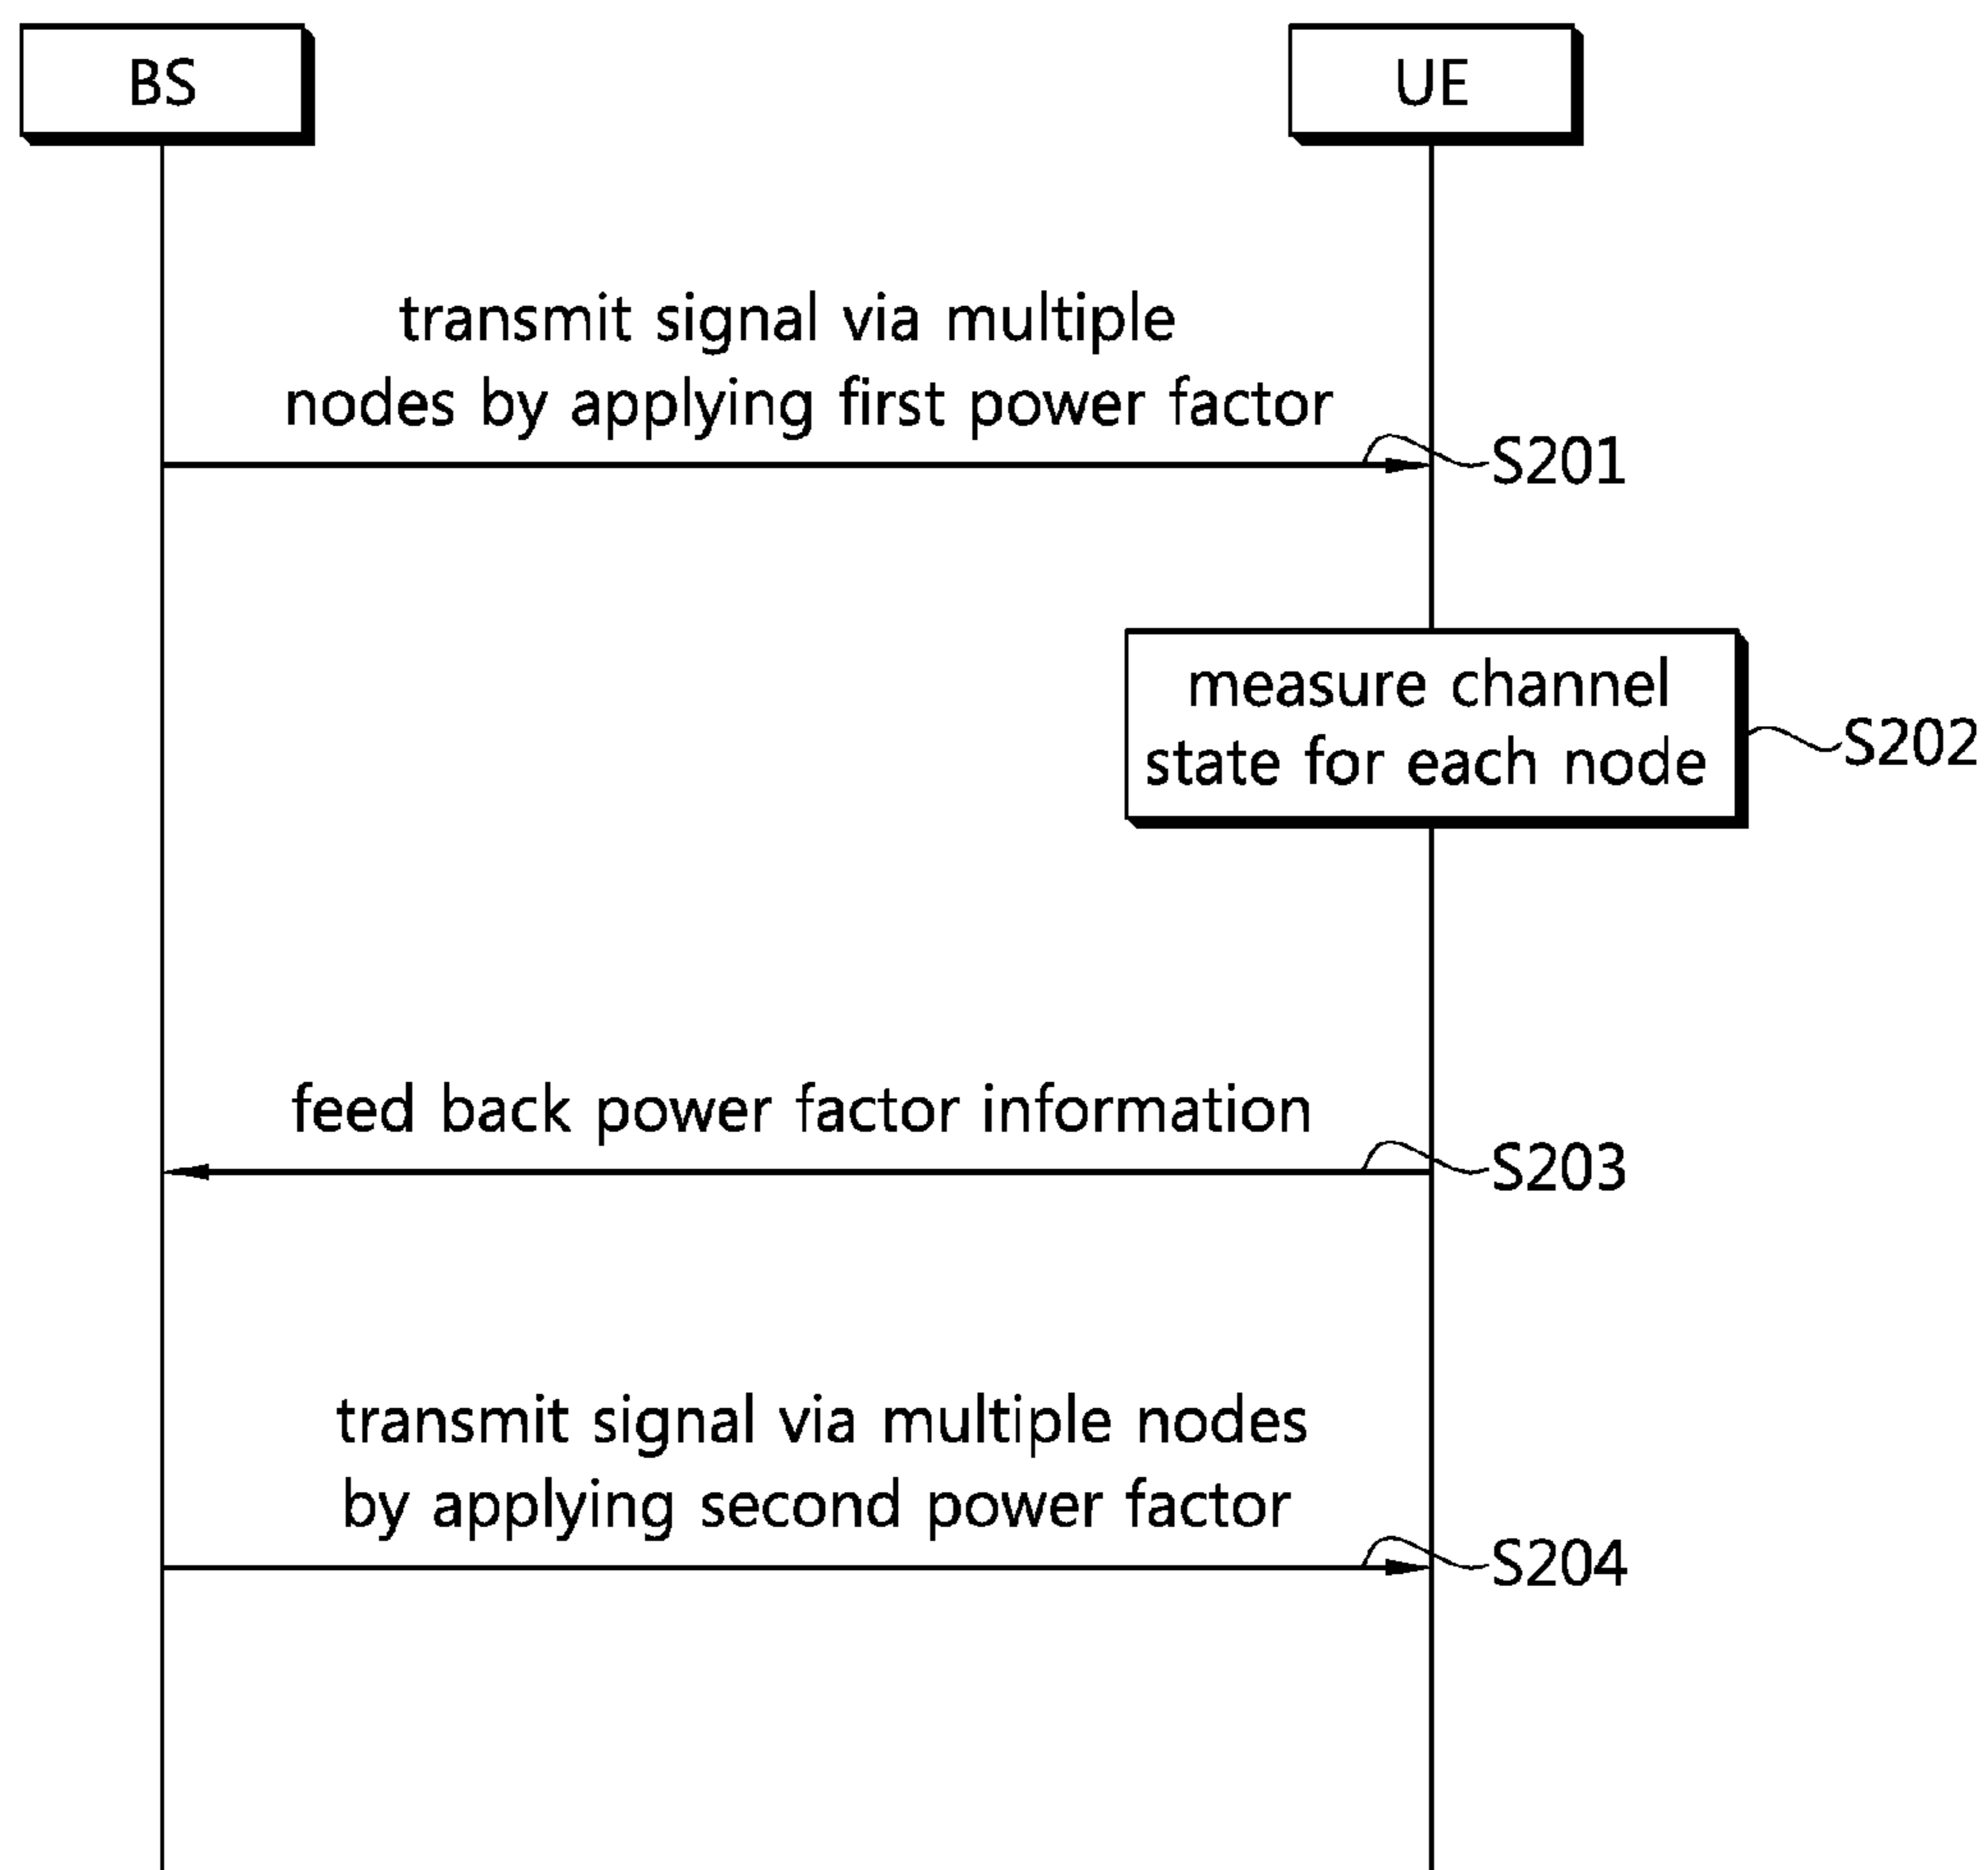 BS
UE
transmit signal via multiple
nodes by applying first power factor
S201
measure channel
state for each node
S202
feed back power factor information
S203
transmit signal via multiple nodes
by applying second power factor
S204